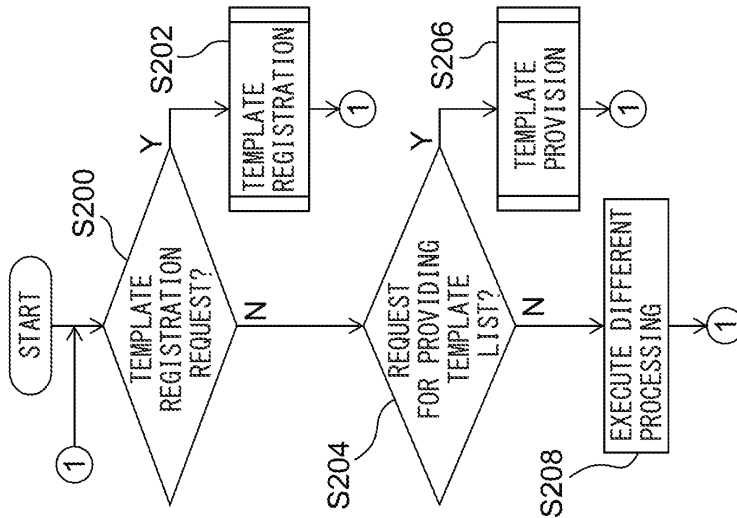 START
1
S200
TEMPLATE
REGISTRATION
REQUEST?
Y
S202
TEMPLATE
REGISTRATION
1
N
S204
REQUEST
FOR PROVIDING
TEMPLATE
LIST?
Y
S206
TEMPLATE
PROVISION
1
N
S208
EXECUTE DIFFERENT
PROCESSING
1